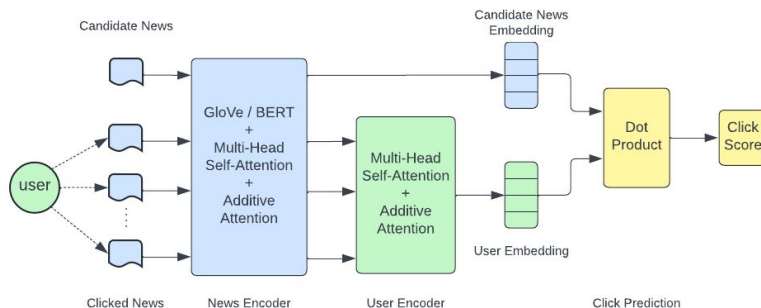 Candidate News
Candidate News
Embedding
GloVe / BERT
+
Multi-Head
Self-Attention
+
Additive
Attention
Multi-Head
Self-Attention
+
Additive
Attention
Dot
Product
Click
Score
user
User Embedding
Clicked News
News Encoder
User Encoder
Click Prediction